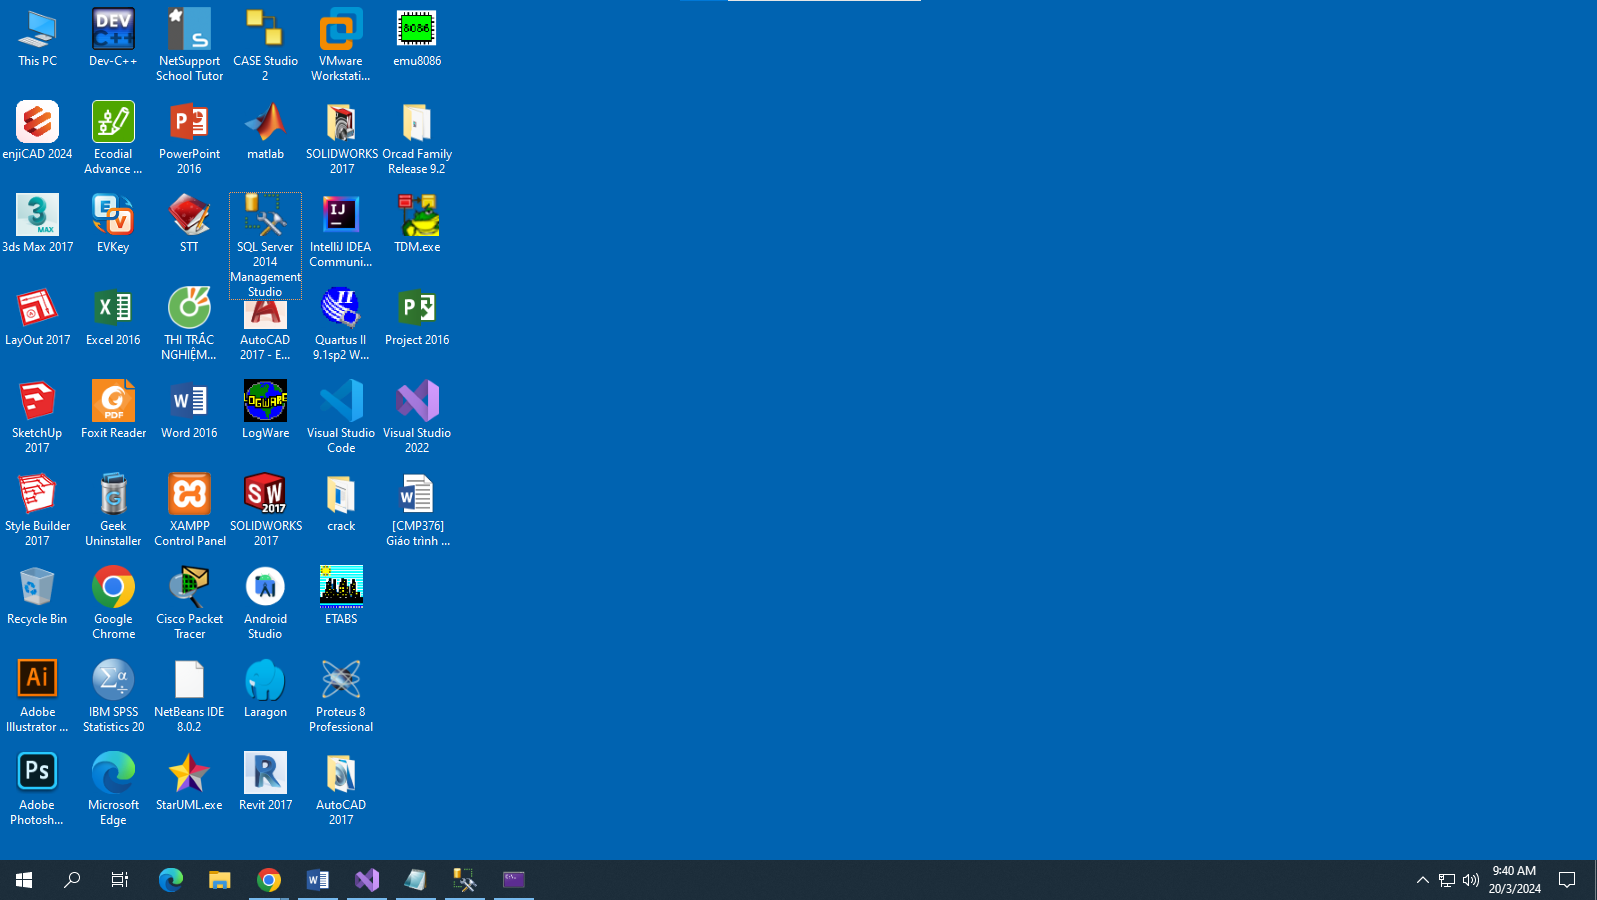 This PC
Dev-C++
NetSupport
School Tutor
CASE Studio
2
VMware
Workstati...
8086
emu8086
enjiCAD 2024
Ecodial
Advance ...
PowerPoint
2016
matlab
SOLIDWORKS
2017
Orcad Family
Release 9.2
3ds Max 2017
EVKey
STT
SQL Server
2014
Management
Studio
IntelliJ IDEA
Communi...
TDM.exe
LayOut 2017
Excel 2016
THI TRẮC
NGHIỆM...
AutoCAD
2017 - E...
Quartus II
9.1sp2 W...
Project 2016
SketchUp
2017
Foxit Reader
Word 2016
LogWare
Visual Studio
Code
Visual Studio
2022
Style Builder
2017
Geek
Uninstaller
XAMPP
Control Panel
SOLIDWORKS
2017
crack
[CMP376]
Giáo trình ...
Recycle Bin
Google
Chrome
Cisco Packet
Tracer
Android
Studio
ETABS
Adobe
Illustrator ...
IBM SPSS
Statistics 20
NetBeans IDE
8.0.2
Laragon
Proteus 8
Professional
Adobe
Photosh...
Microsoft
Edge
StarUML.exe
Revit 2017
AutoCAD
2017
9:40 AM
20/3/2024